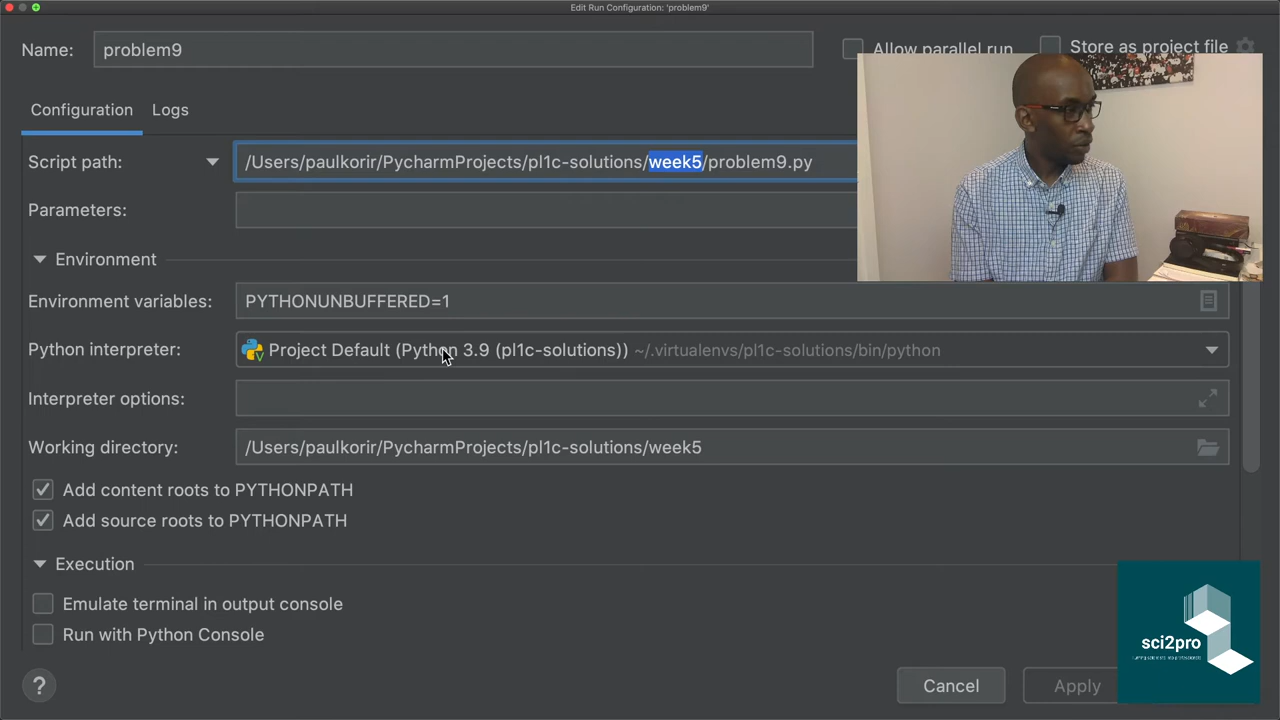 Edit Run Configuration: 'problem9'
Name: problem9
Allow parallel run
Store as project file
Configuration Logs
Script path: /Users/paulkorir/PycharmProjects/pl1c-solutions/week5/problem9.py
Parameters:
Environment
Environment variables: PYTHONUNBUFFERED=1
Python interpreter: Project Default (Python 3.9 (pl1c-solutions)) ~/.virtualenvs/pl1c-solutions/bin/python
Interpreter options:
Working directory: /Users/paulkorir/PycharmProjects/pl1c-solutions/week5
Add content roots to PYTHONPATH
Add source roots to PYTHONPATH
Execution
Emulate terminal in output console
Run with Python Console
? Cancel Apply
sci2pro